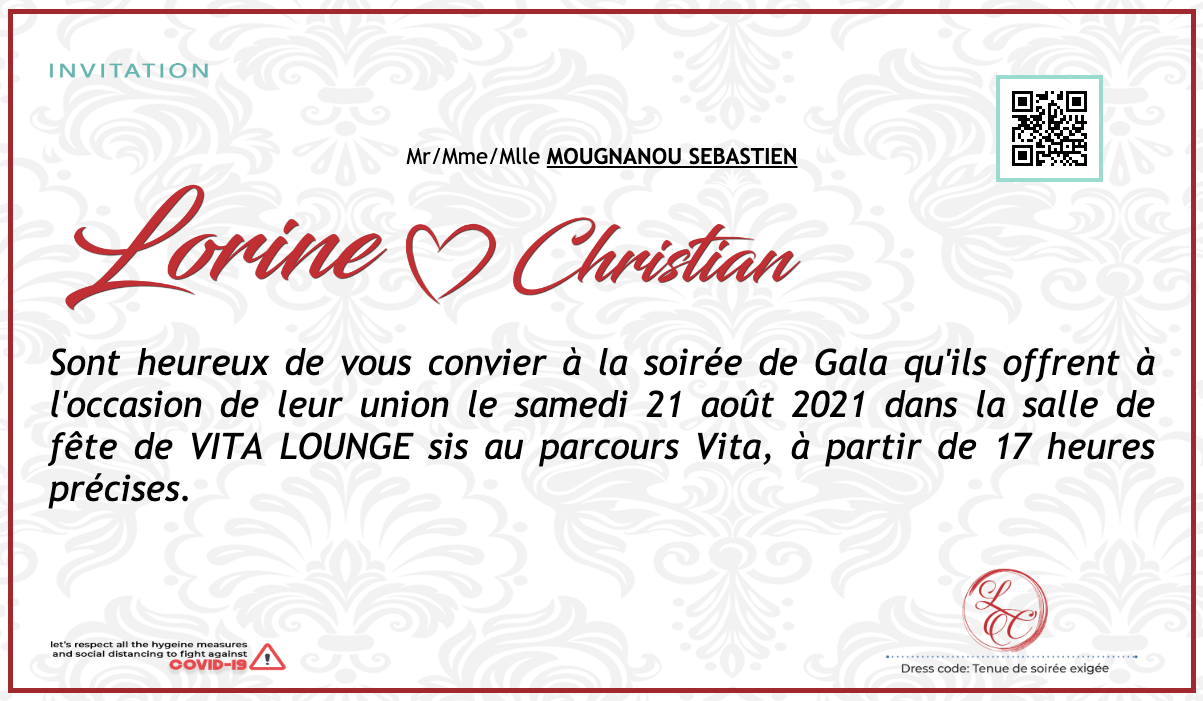 INVITATION
Mr/Mme/Mlle MOUGNANOU SEBASTIEN
Lorine Christian
Sont heureux de vous convier à la soirée de Gala qu'ils offrent à
l'occasion de leur union le samedi 21 août 2021 dans la salle de
fête de VITA LOUNGE sis au parcours Vita, à partir de 17 heures
précises.
let's respect all the hygeine measures
and social distancing to fight against
COVID-19
LC
Dress code: Tenue de soirée exigée